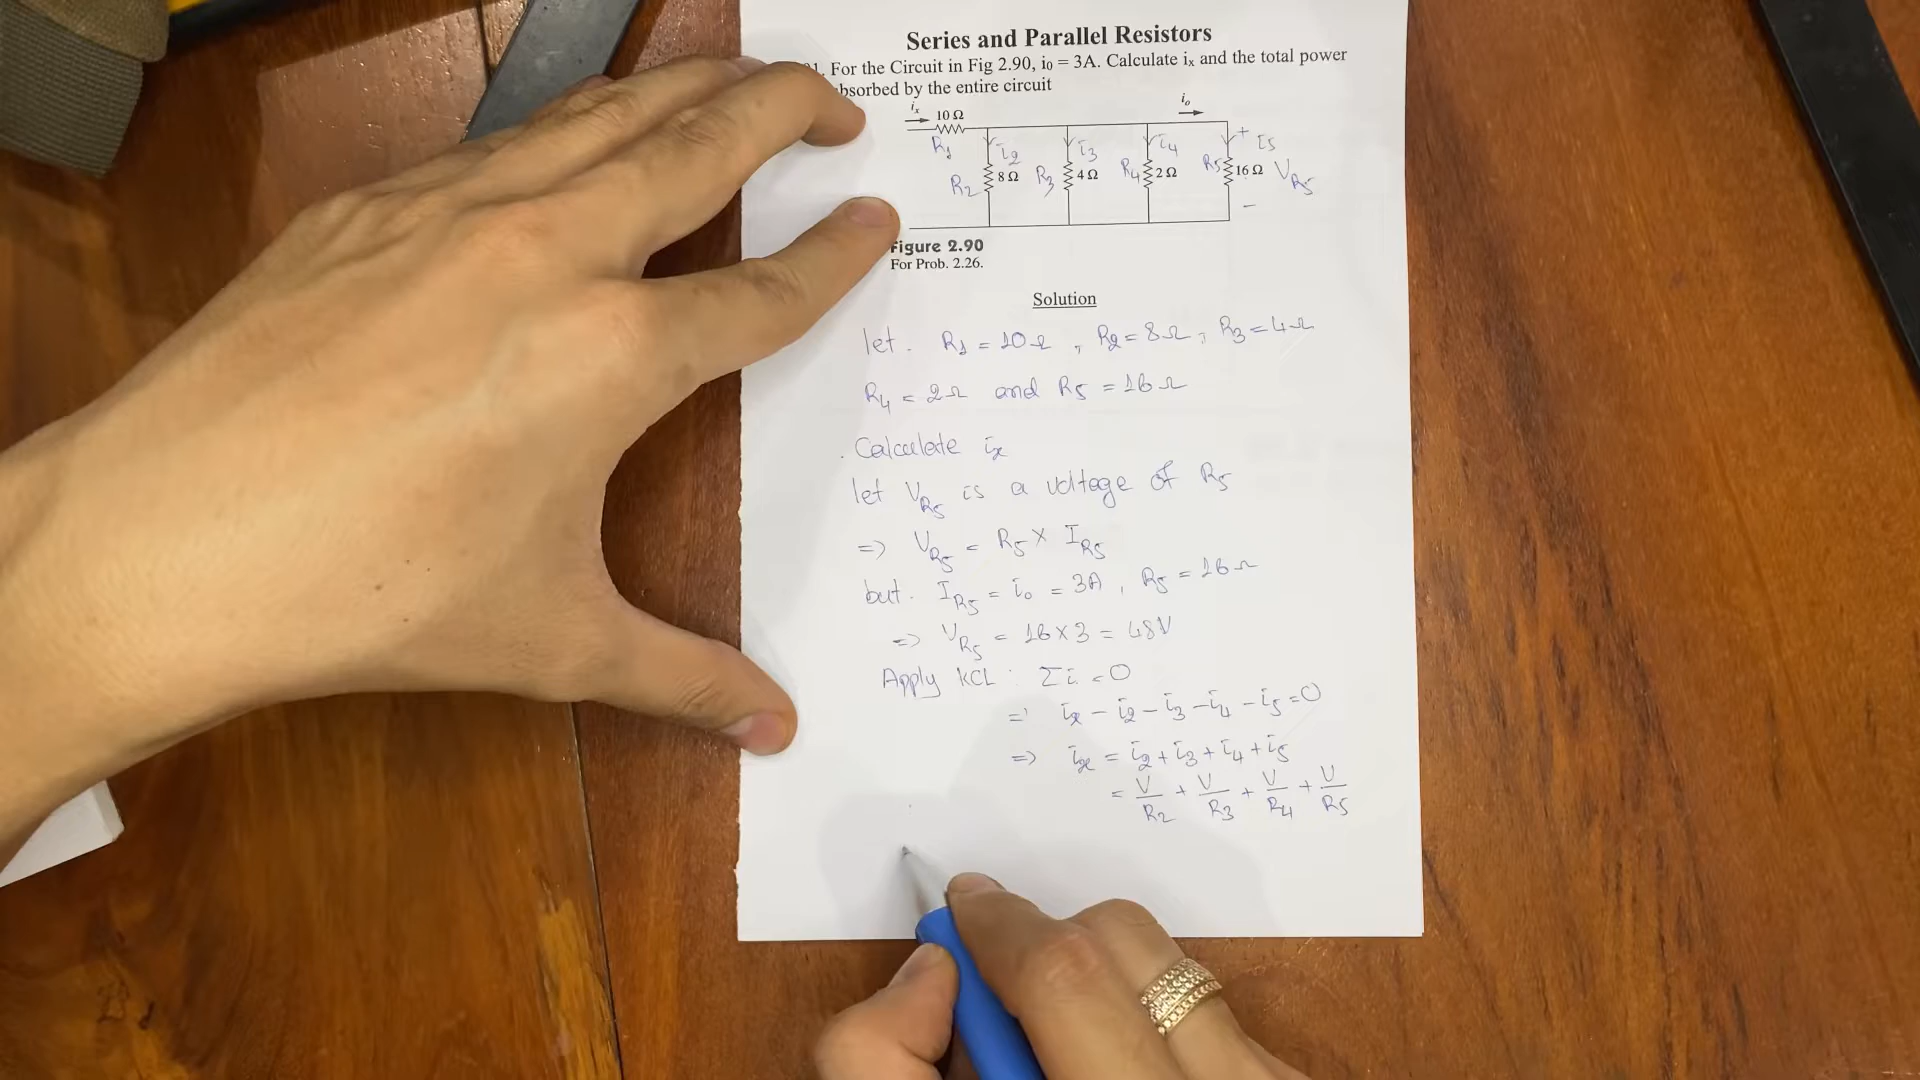 Series and Parallel Resistors
1. For the Circuit in Fig 2.90, i₀ = 3A. Calculate iₓ and the total power
bsorbed by the entire circuit
iₓ 10 Ω i₀
R₁ i₂ i₃ i₄ + i₅
R₂ 8 Ω R₃ 4 Ω R₄ 2 Ω R₅ 16 Ω V_R₅
−
Figure 2.90
For Prob. 2.26.
Solution
let. R₁ = 10Ω , R₂ = 8Ω , R₃ = 4Ω
R₄ = 2Ω and R₅ = 16Ω
. Calculate iₓ
let V_R₅ is a voltage of R₅
=> V_R₅ = R₅ × I_R₅
but. I_R₅ = i₀ = 3A , R₅ = 16Ω
=> V_R₅ = 16 × 3 = 48V
Apply KCL : Σi = 0
=> iₓ − i₂ − i₃ − i₄ − i₅ = 0
=> iₓ = i₂ + i₃ + i₄ + i₅
= V/R₂ + V/R₃ + V/R₄ + V/R₅